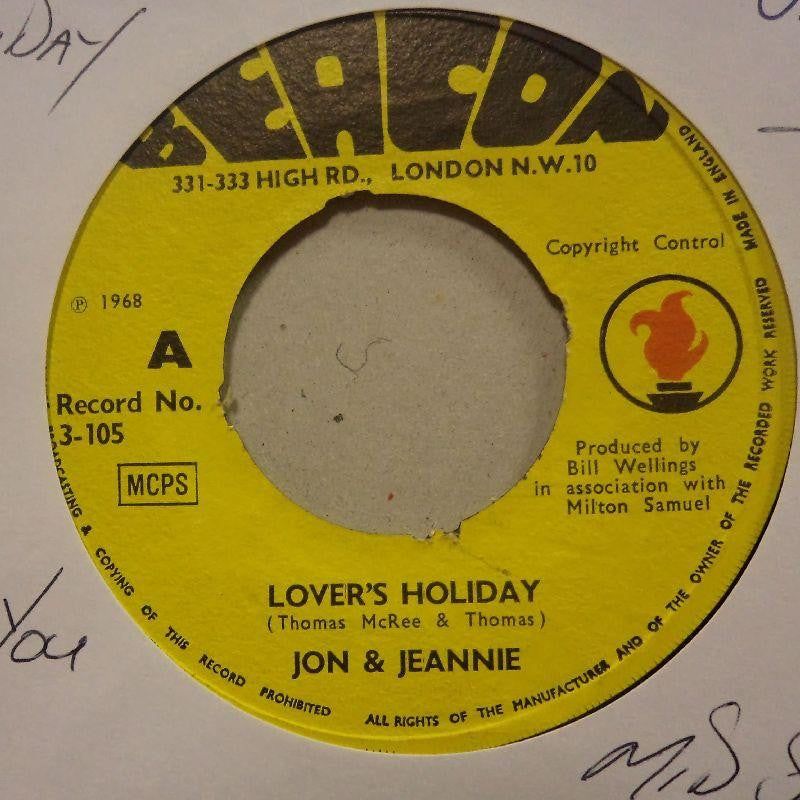 DAY
BEACON
331-333 HIGH RD., LONDON N.W.10
MADE IN ENGLAND
Copyright Control
℗ 1968
A
Record No.
3-105
MCPS
Produced by
Bill Wellings
in association with
Milton Samuel
LOVER'S HOLIDAY
(Thomas McRee & Thomas)
JON & JEANNIE
ALL RIGHTS OF THE MANUFACTURER AND OF THE OWNER OF THE RECORDED WORK RESERVED
BROADCASTING & COPYING OF THIS RECORD PROHIBITED
You